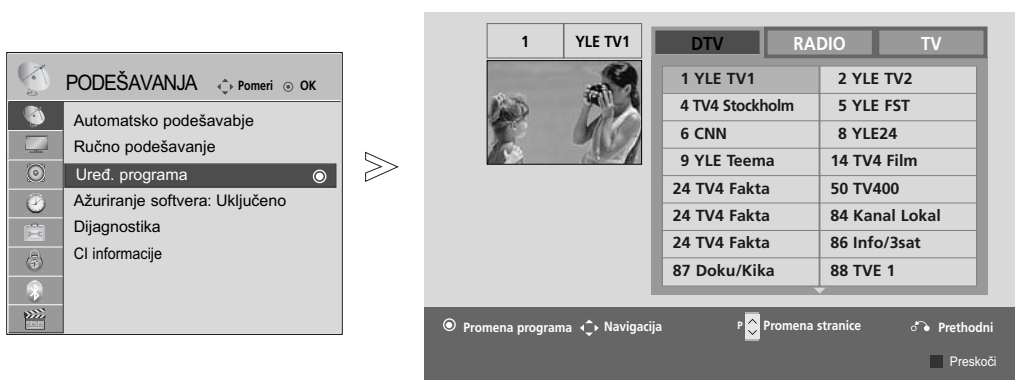 PODEŠAVANJA Pomeri OK
Automatsko podešavabje
Ručno podešavanje
Uređ. programa
Ažuriranje softvera: Uključeno
Dijagnostika
CI informacije
1 YLE TV1
DTV RADIO TV
1 YLE TV1 2 YLE TV2
4 TV4 Stockholm 5 YLE FST
6 CNN 8 YLE24
9 YLE Teema 14 TV4 Film
24 TV4 Fakta 50 TV400
24 TV4 Fakta 84 Kanal Lokal
24 TV4 Fakta 86 Info/3sat
87 Doku/Kika 88 TVE 1
Promena programa Navigacija P Promena stranice Prethodni
Preskoči